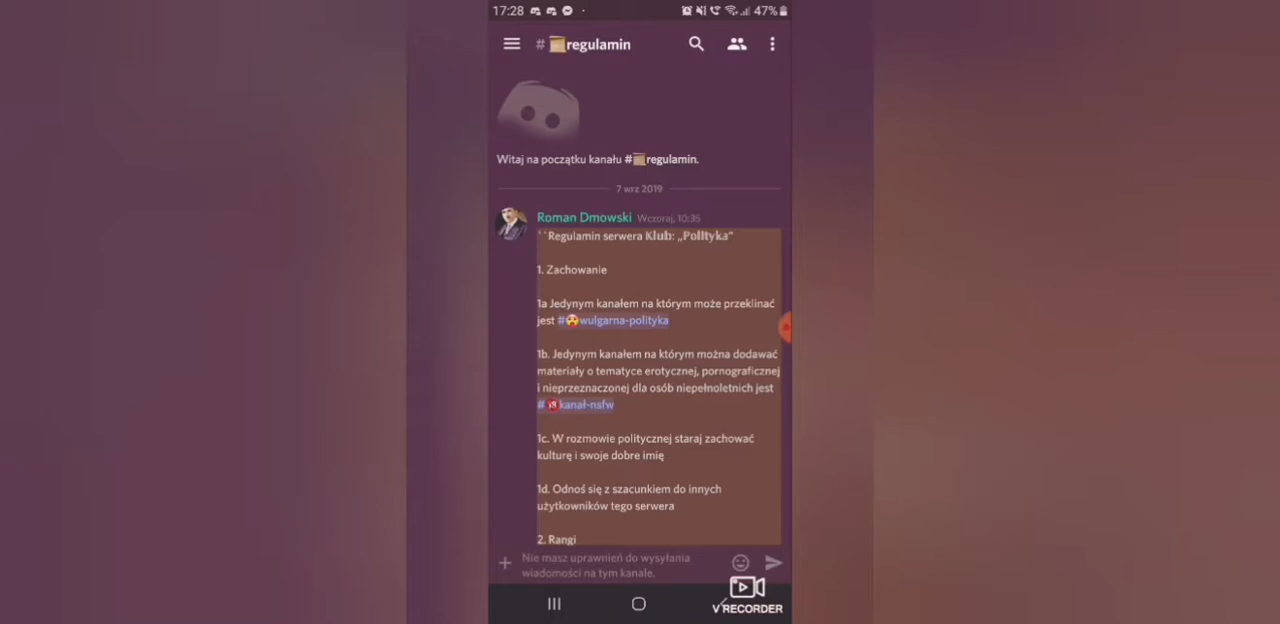 17:28
47%
# regulamin
Witaj na początku kanału # regulamin.
7 wrz 2019
Roman Dmowski Wczoraj, 10:35
``Regulamin serwera 𝕂𝕝𝕦𝕓: „ℙ𝕠𝕝𝕚𝕥𝕪𝕜𝕒"
1. Zachowanie
1a Jedynym kanałem na którym może przeklinać
jest #😲wulgarna-polityka
1b. Jedynym kanałem na którym można dodawać
materiały o tematyce erotycznej, pornograficznej
i nieprzeznaczonej dla osób niepełnoletnich jest
#🔞kanał-nsfw
1c. W rozmowie politycznej staraj zachować
kulturę i swoje dobre imię
1d. Odnoś się z szacunkiem do innych
użytkowników tego serwera
2. Rangi
Nie masz uprawnień do wysyłania
wiadomości na tym kanale.
V RECORDER